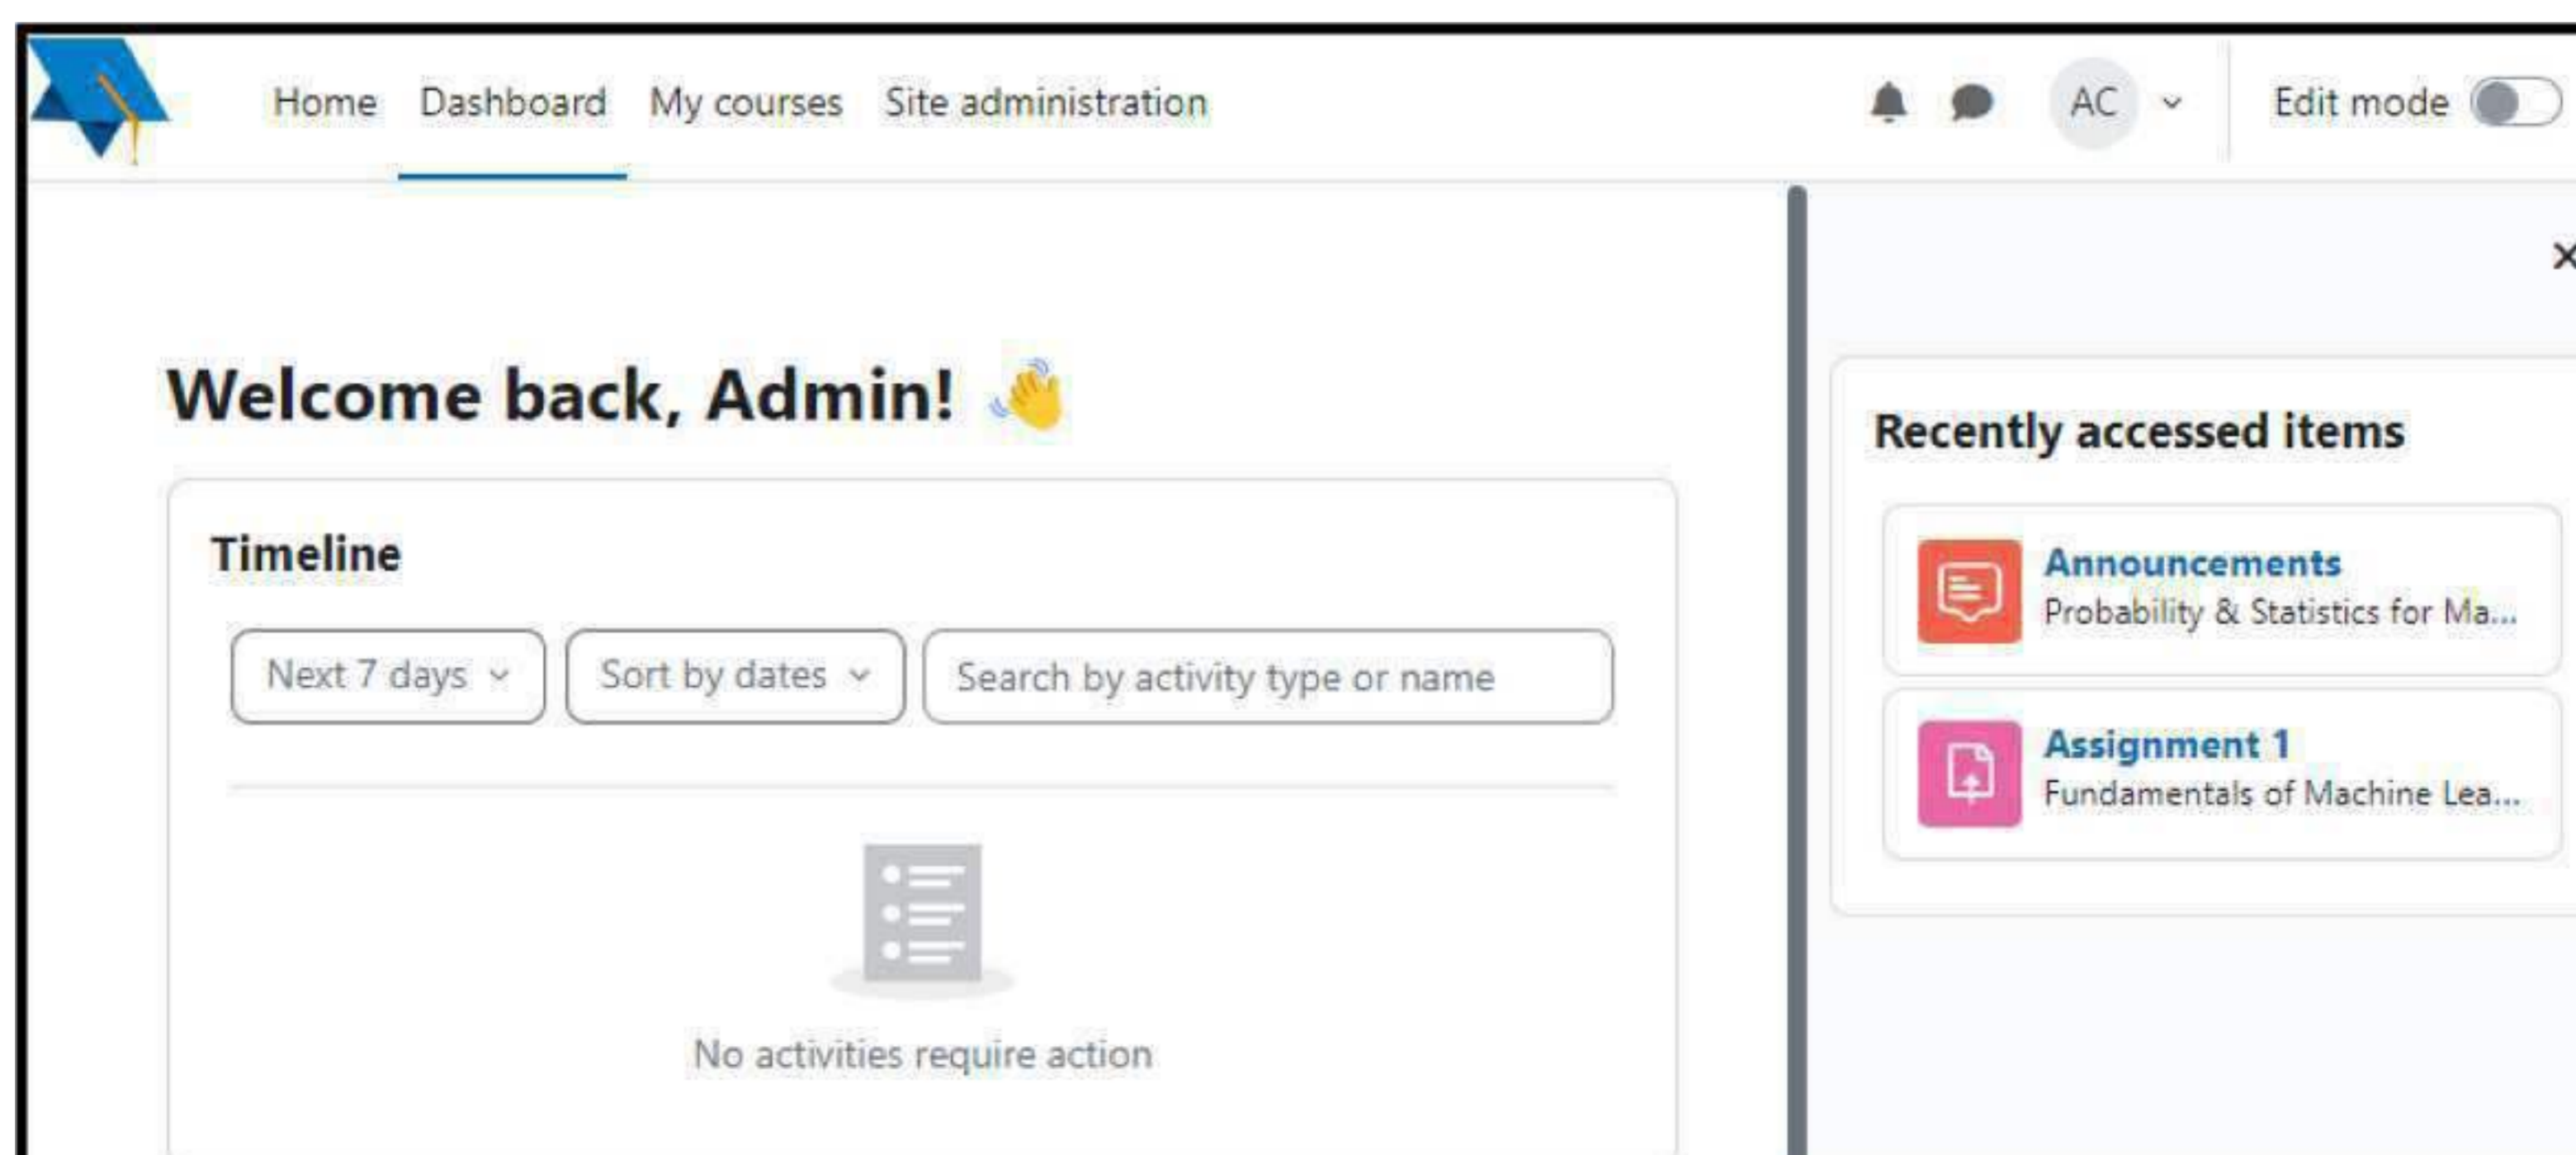 Home Dashboard My courses Site administration AC Edit mode
Welcome back, Admin!
Timeline
Next 7 days Sort by dates Search by activity type or name
No activities require action
Recently accessed items
Announcements
Probability & Statistics for Ma...
Assignment 1
Fundamentals of Machine Lea...